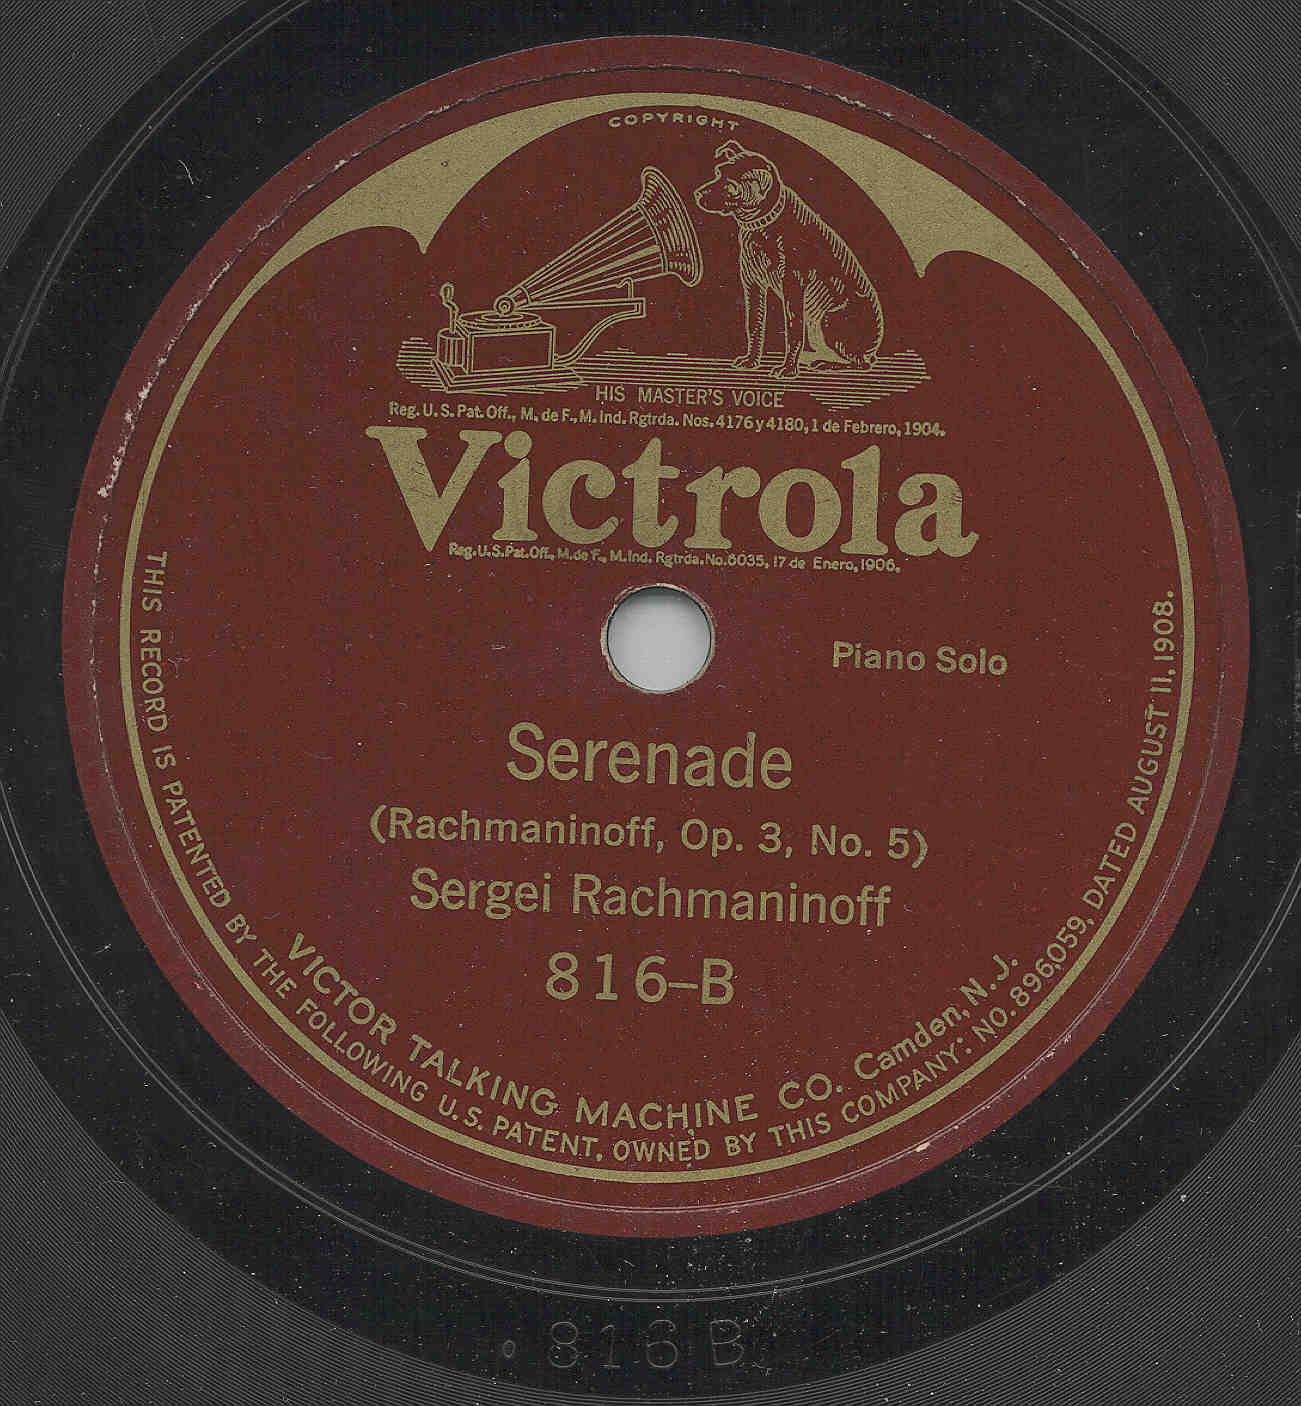 COPYRIGHT
HIS MASTER'S VOICE
Reg. U.S. Pat. Off., M. de F., M. Ind. Rgtrda. Nos. 4176 y 4180, 1 de Febrero, 1904.
Victrola
Reg. U.S. Pat. Off., M. de F., M. Ind. Rgtrda. No. 6035, 17 de Enero, 1906.
Piano Solo
Serenade
(Rachmaninoff, Op. 3, No. 5)
Sergei Rachmaninoff
816-B
VICTOR TALKING MACHINE CO. Camden, N.J.
THIS RECORD IS PATENTED BY THE FOLLOWING U.S. PATENT, OWNED BY THIS COMPANY: NO. 896,059, DATED AUGUST 11, 1908.
816 B